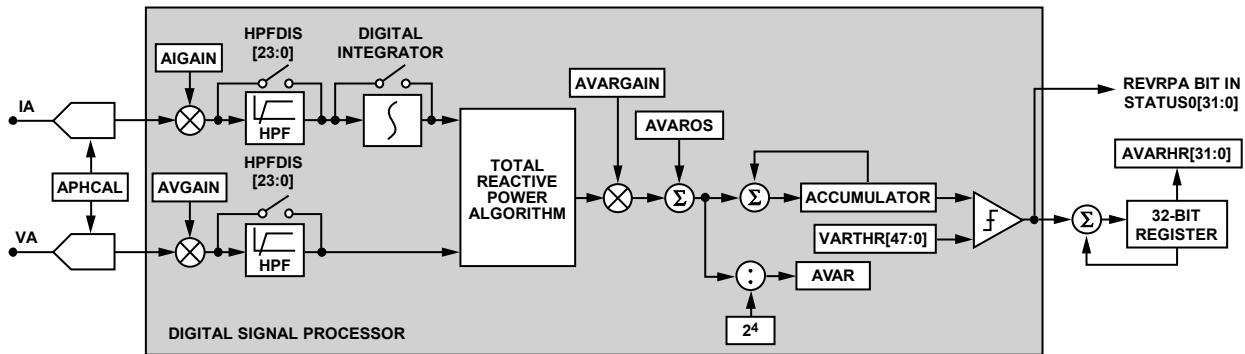 HPFDIS
[23:0]
DIGITAL
INTEGRATOR
AIGAIN
IA
HPF
AVARGAIN
AVAROS
REVRPA BIT IN
STATUS0[31:0]
AVARHR[31:0]
APHCAL
AVGAIN
HPFDIS
[23:0]
TOTAL
REACTIVE
POWER
ALGORITHM
Σ
Σ
ACCUMULATOR
Σ
32-BIT
REGISTER
VA
HPF
VARTHR[47:0]
:
AVAR
2⁴
DIGITAL SIGNAL PROCESSOR